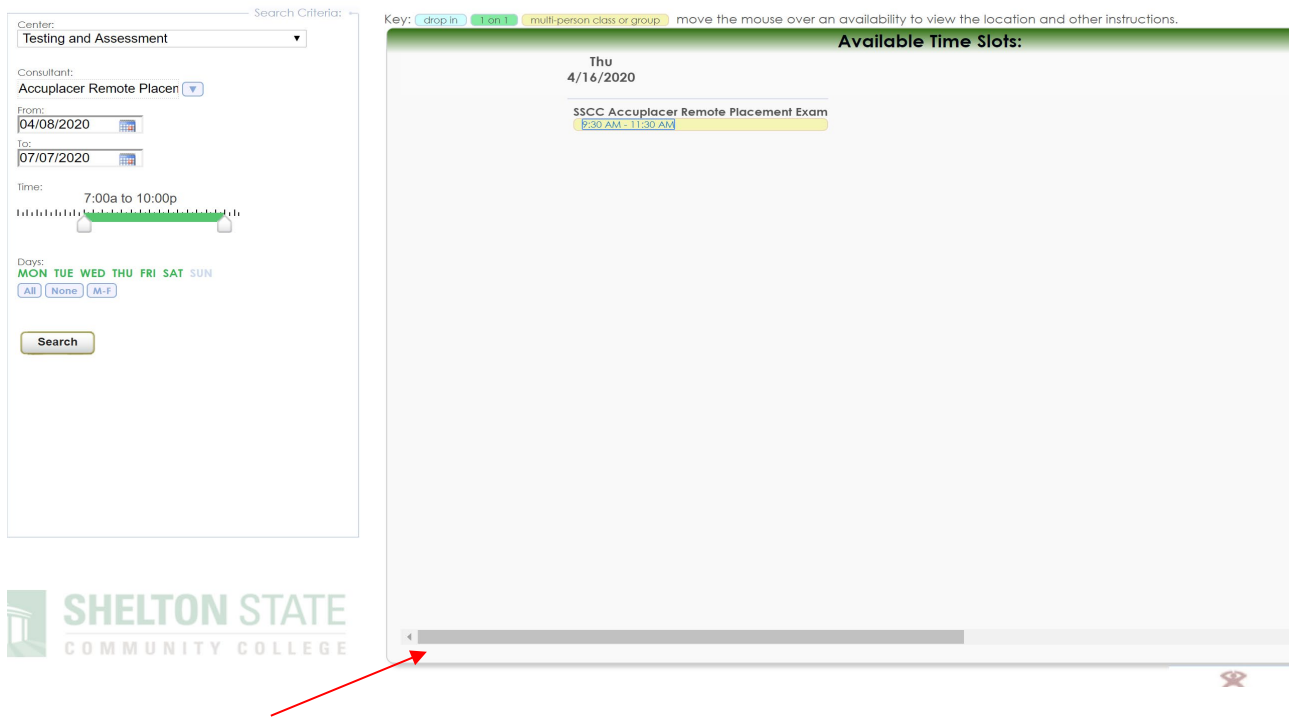 Search Criteria:
Center:
Testing and Assessment
Consultant:
Accuplacer Remote Placem
From:
04/08/2020
To:
07/07/2020
Time:
7:00a to 10:00p
Days:
MON TUE WED THU FRI SAT SUN
All None M-F
Search
SHELTON STATE
COMMUNITY COLLEGE
Key: drop in 1 on 1 multi-person class or group move the mouse over an availability to view the location and other instructions.
Available Time Slots:
Thu
4/16/2020
SSCC Accuplacer Remote Placement Exam
9:30 AM - 11:30 AM